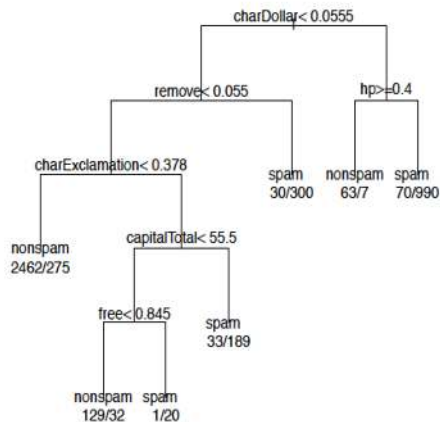 charDollar< 0.0555
remove< 0.055
hp>=0.4
charExclamation< 0.378
spam
30/300
nonspam
63/7
spam
70/990
nonspam
2462/275
capitalTotal< 55.5
free< 0.845
spam
33/189
nonspam
129/32
spam
1/20